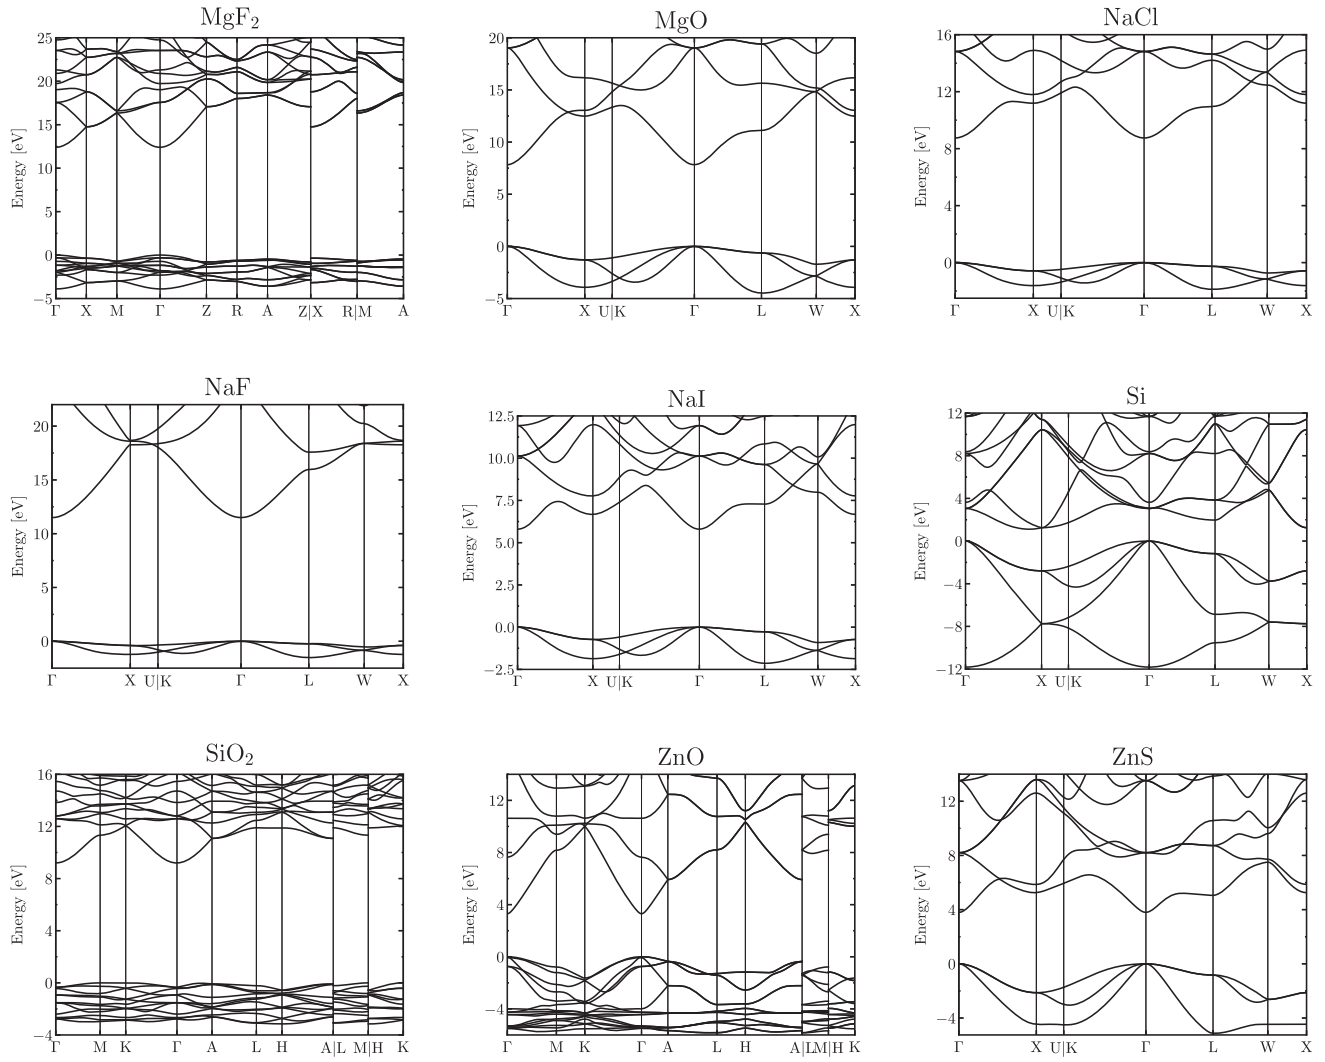 MgF₂
MgO
NaCl
Energy [eV]
25
20
15
10
5
0
−5
Γ X M Γ Z R A Z|X R|M A
Energy [eV]
20
15
10
5
0
−5
Γ X U|K Γ L W X
Energy [eV]
16
12
8
4
0
Γ X U|K Γ L W X
NaF
NaI
Si
Energy [eV]
20
15
10
5
0
Γ X U|K Γ L W X
Energy [eV]
12.5
10.0
7.5
5.0
2.5
0.0
−2.5
Γ X U|K Γ L W X
Energy [eV]
12
8
4
0
−4
−8
−12
Γ X U|K Γ L W X
SiO₂
ZnO
ZnS
Energy [eV]
16
12
8
4
0
−4
Γ M K Γ A L H A|L M|H K
Energy [eV]
12
8
4
0
−4
Γ M K Γ A L H A|L M|H K
Energy [eV]
12
8
4
0
−4
Γ X U|K Γ L W X